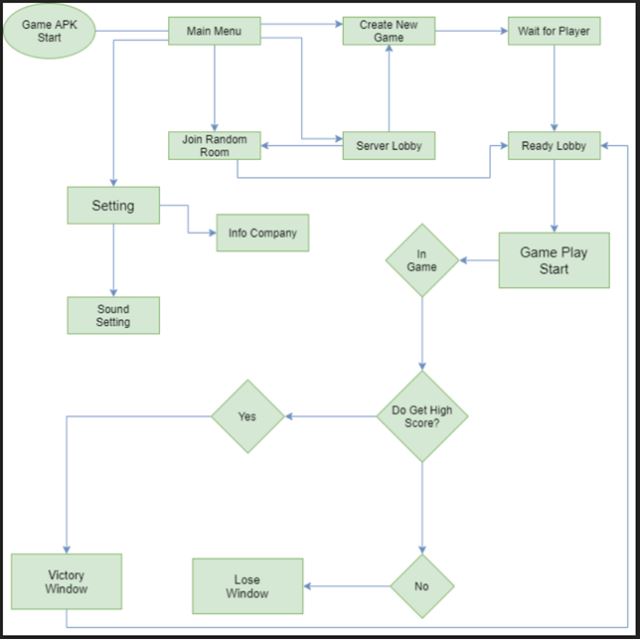 Game APK
Start
Main Menu
Create New
Game
Wait for Player
Join Random
Room
Server Lobby
Ready Lobby
Setting
Info Company
In
Game
Game Play
Start
Sound
Setting
Yes
Do Get High
Score?
Victory
Window
Lose
Window
No